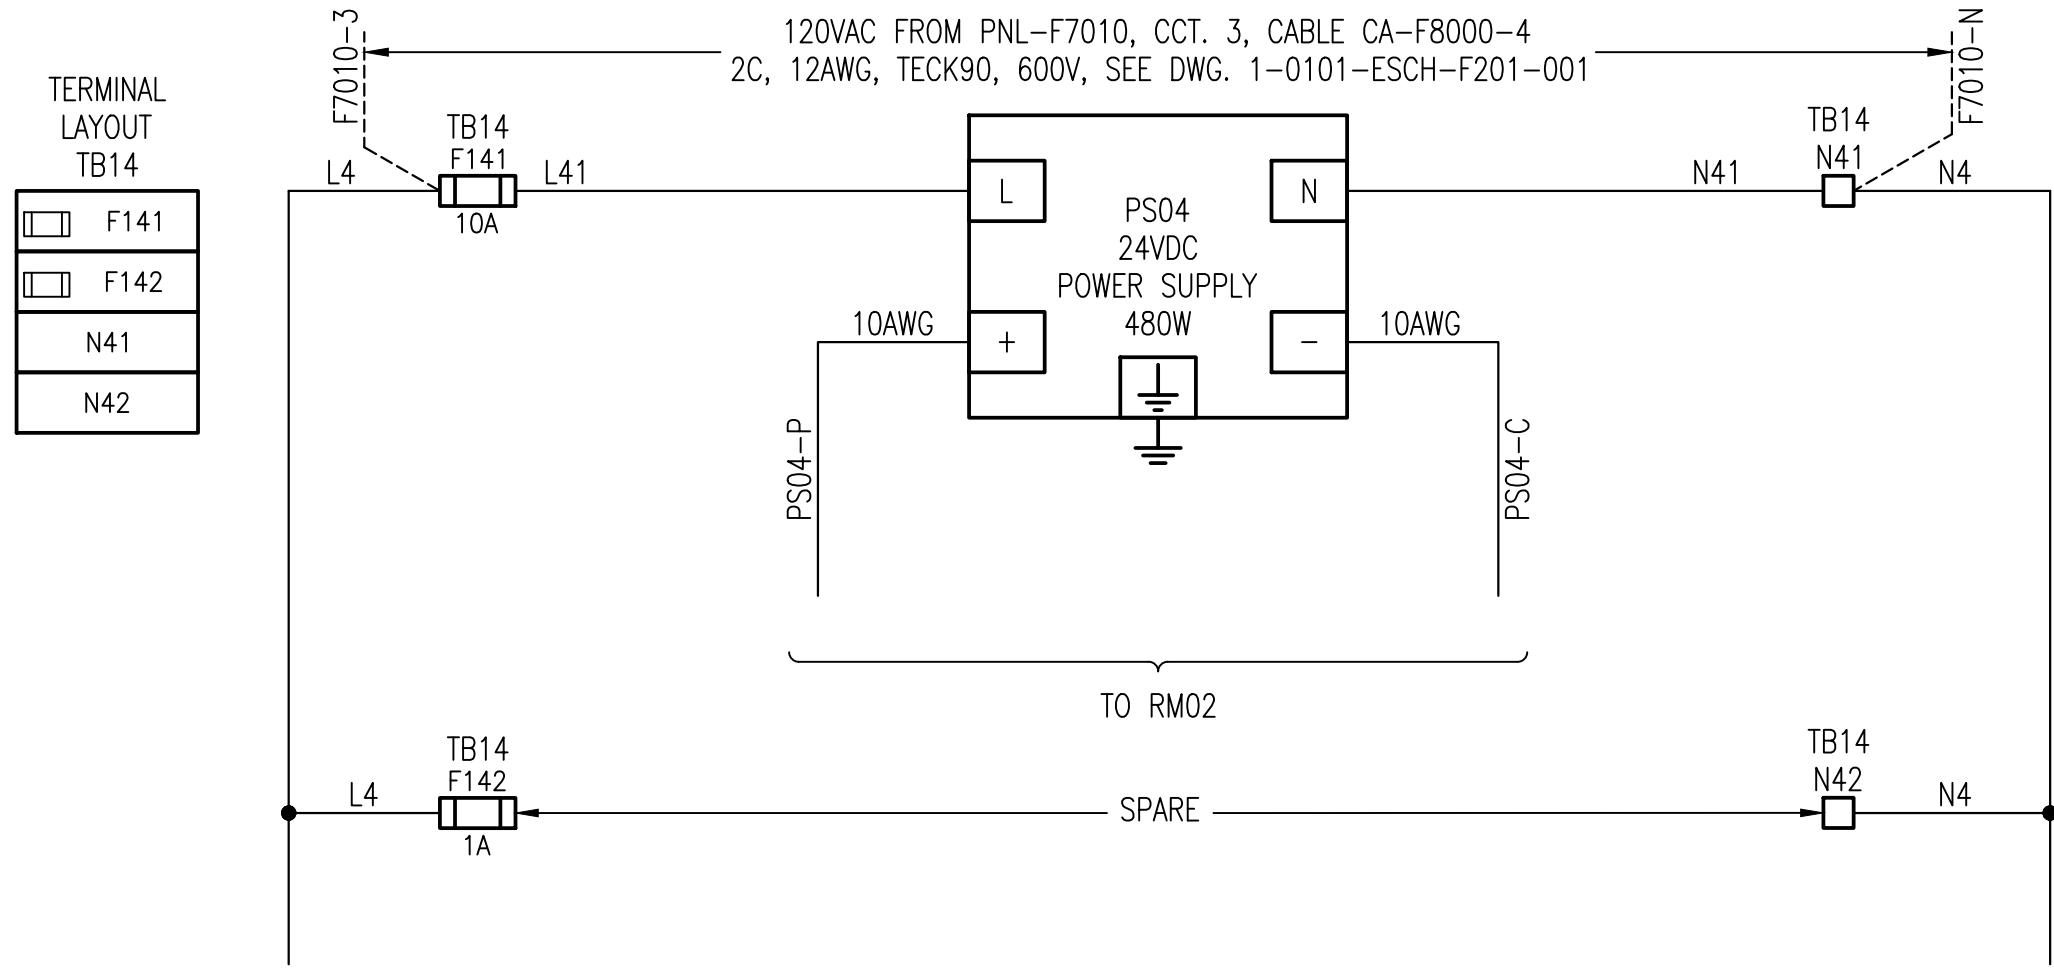 120VAC FROM PNL-F7010, CCT. 3, CABLE CA-F8000-4
2C, 12AWG, TECK90, 600V, SEE DWG. 1-0101-ESCH-F201-001
F7010-3
F7010-N
TERMINAL
LAYOUT
TB14
F141
F142
N41
N42
L4
TB14
F141
10A
L41
L
N
PS04
24VDC
POWER SUPPLY
480W
+
-
N41
TB14
N41
N4
10AWG
10AWG
PS04-P
PS04-C
TO RM02
L4
TB14
F142
1A
SPARE
TB14
N42
N4